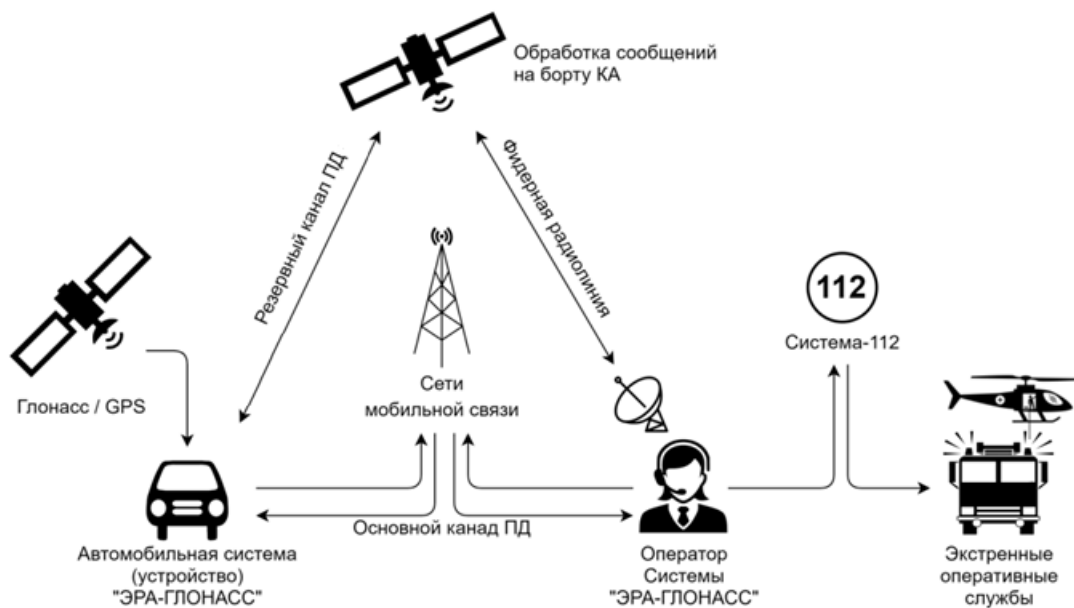 Обработка сообщений
на борту КА
Резервный канал ПД
Фидерная радиолиния
112
Система-112
Глонасс / GPS
Сети
мобильной связи
Основной канад ПД
Автомобильная система
(устройство)
"ЭРА-ГЛОНАСС"
Оператор
Системы
"ЭРА-ГЛОНАСС"
Экстренные
оперативные
службы